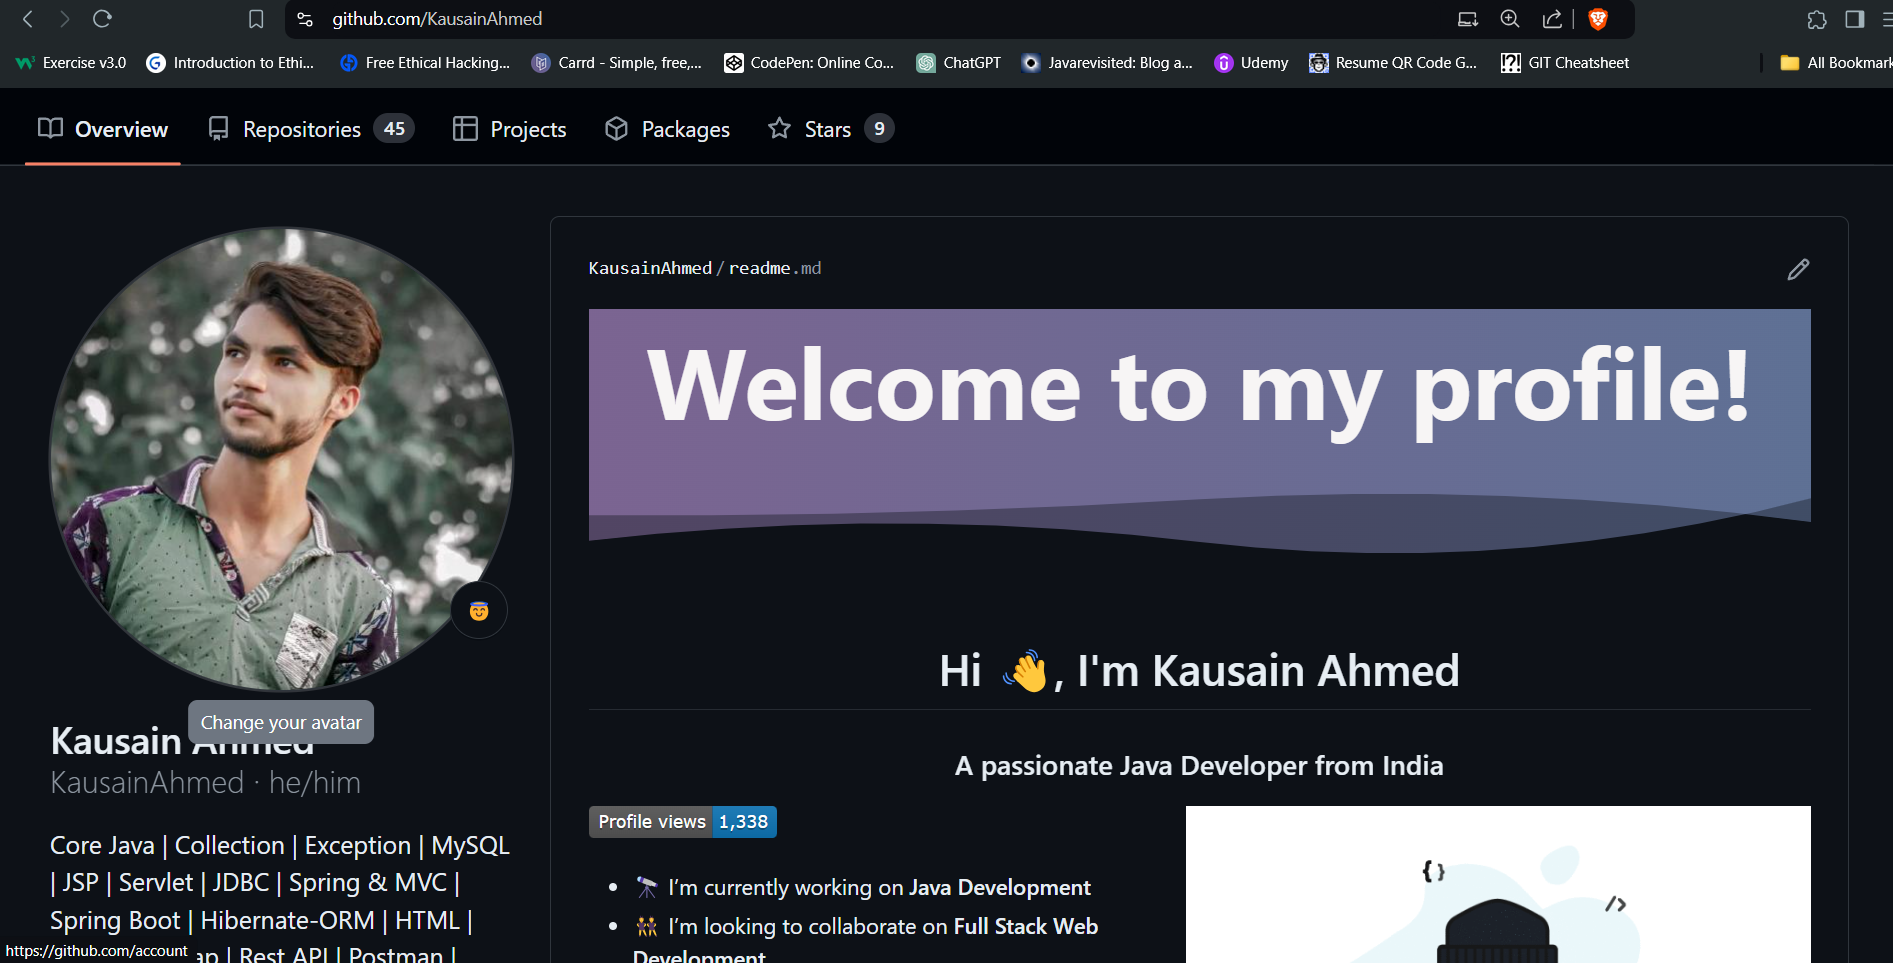 github.com/KausainAhmed
Exercise v3.0
Introduction to Ethi...
Free Ethical Hacking...
Carrd - Simple, free,...
CodePen: Online Co...
ChatGPT
Javarevisited: Blog a...
Udemy
Resume QR Code G...
GIT Cheatsheet
All Bookmark
Overview
Repositories 45
Projects
Packages
Stars 9
Change your avatar
Kausain Ahmed
KausainAhmed · he/him
Core Java | Collection | Exception | MySQL
| JSP | Servlet | JDBC | Spring & MVC |
Spring Boot | Hibernate-ORM | HTML |
ap | Rest API | Postman |
https://github.com/account
KausainAhmed/readme.md
Welcome to my profile!
Hi 👋, I'm Kausain Ahmed
A passionate Java Developer from India
Profile views 1,338
• 🔭 I’m currently working on Java Development
• 👯 I’m looking to collaborate on Full Stack Web
Development
{}
/>